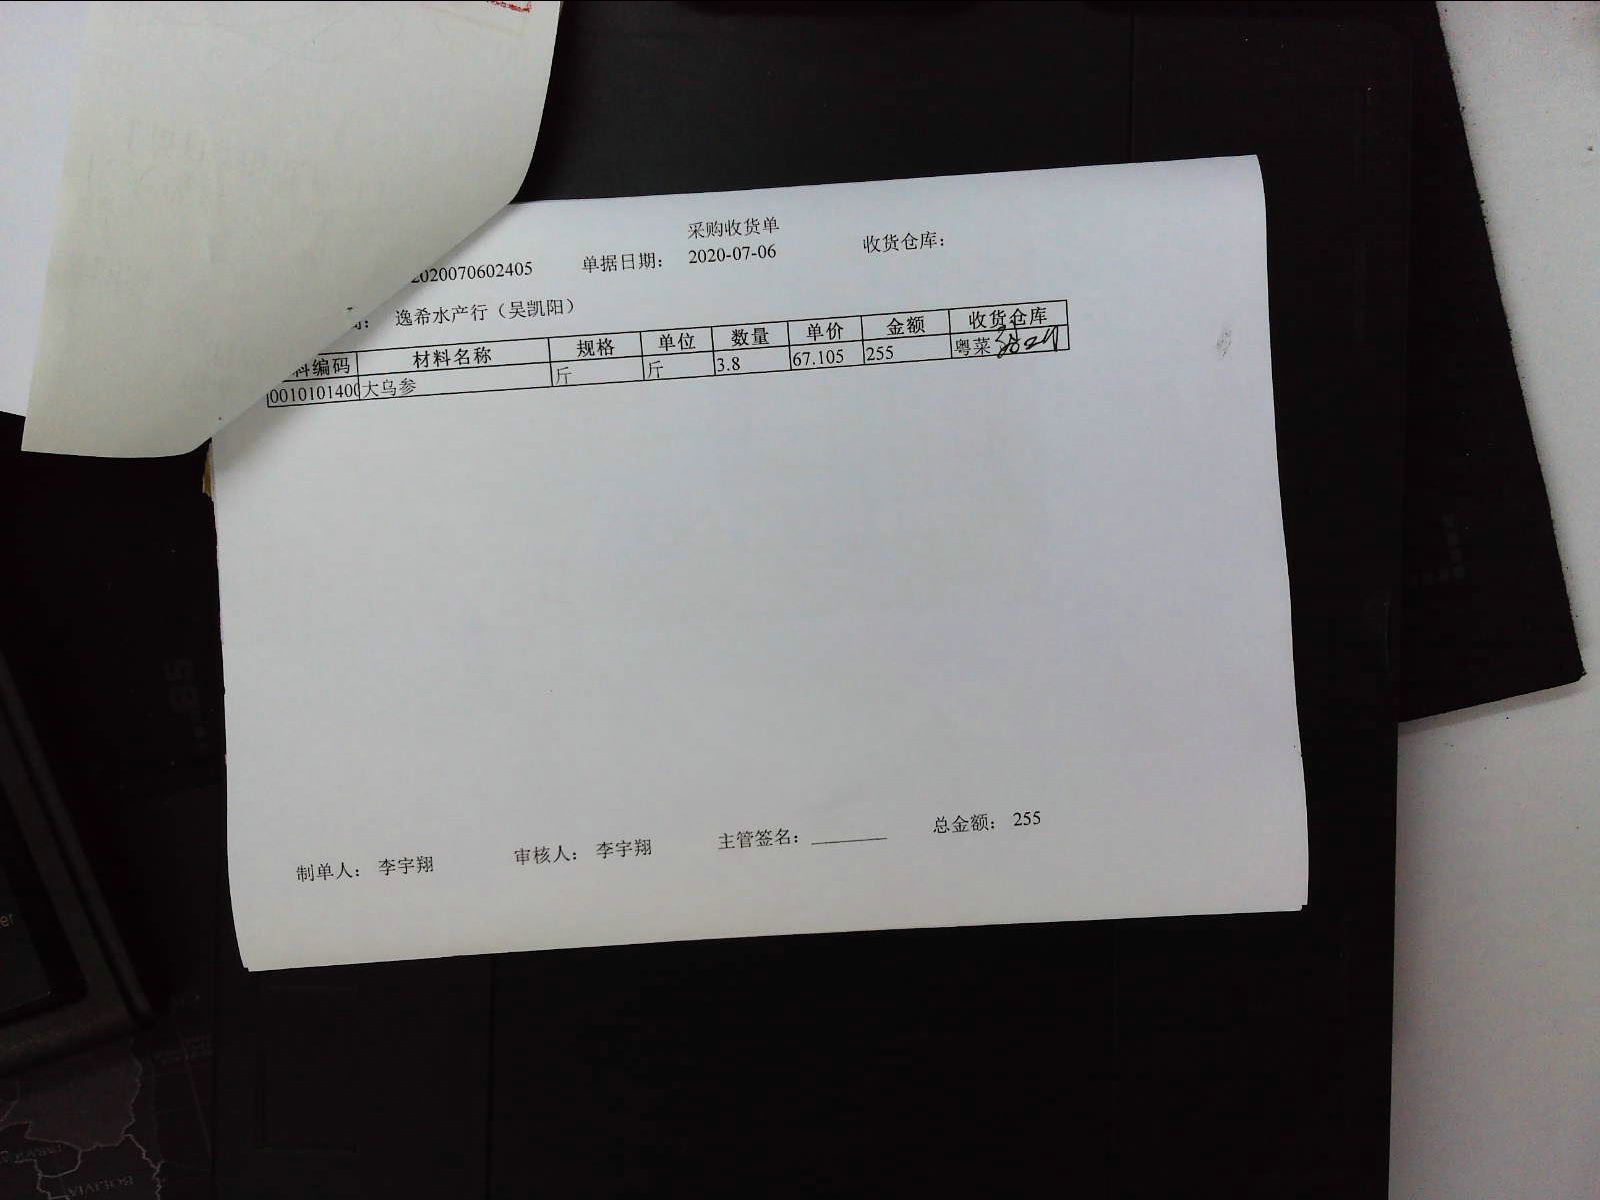 采购收货单
2020070602405 单据日期： 2020-07-06 收货仓库：
逸希水产行（吴凯阳）
编码 材料名称 规格 单位 数量 单价 金额 收货仓库
0010101400 大乌参 斤 斤 3.8 67.105 255 粤菜
制单人： 李宇翔 审核人： 李宇翔 主管签名： 总金额： 255
BOLIVIA